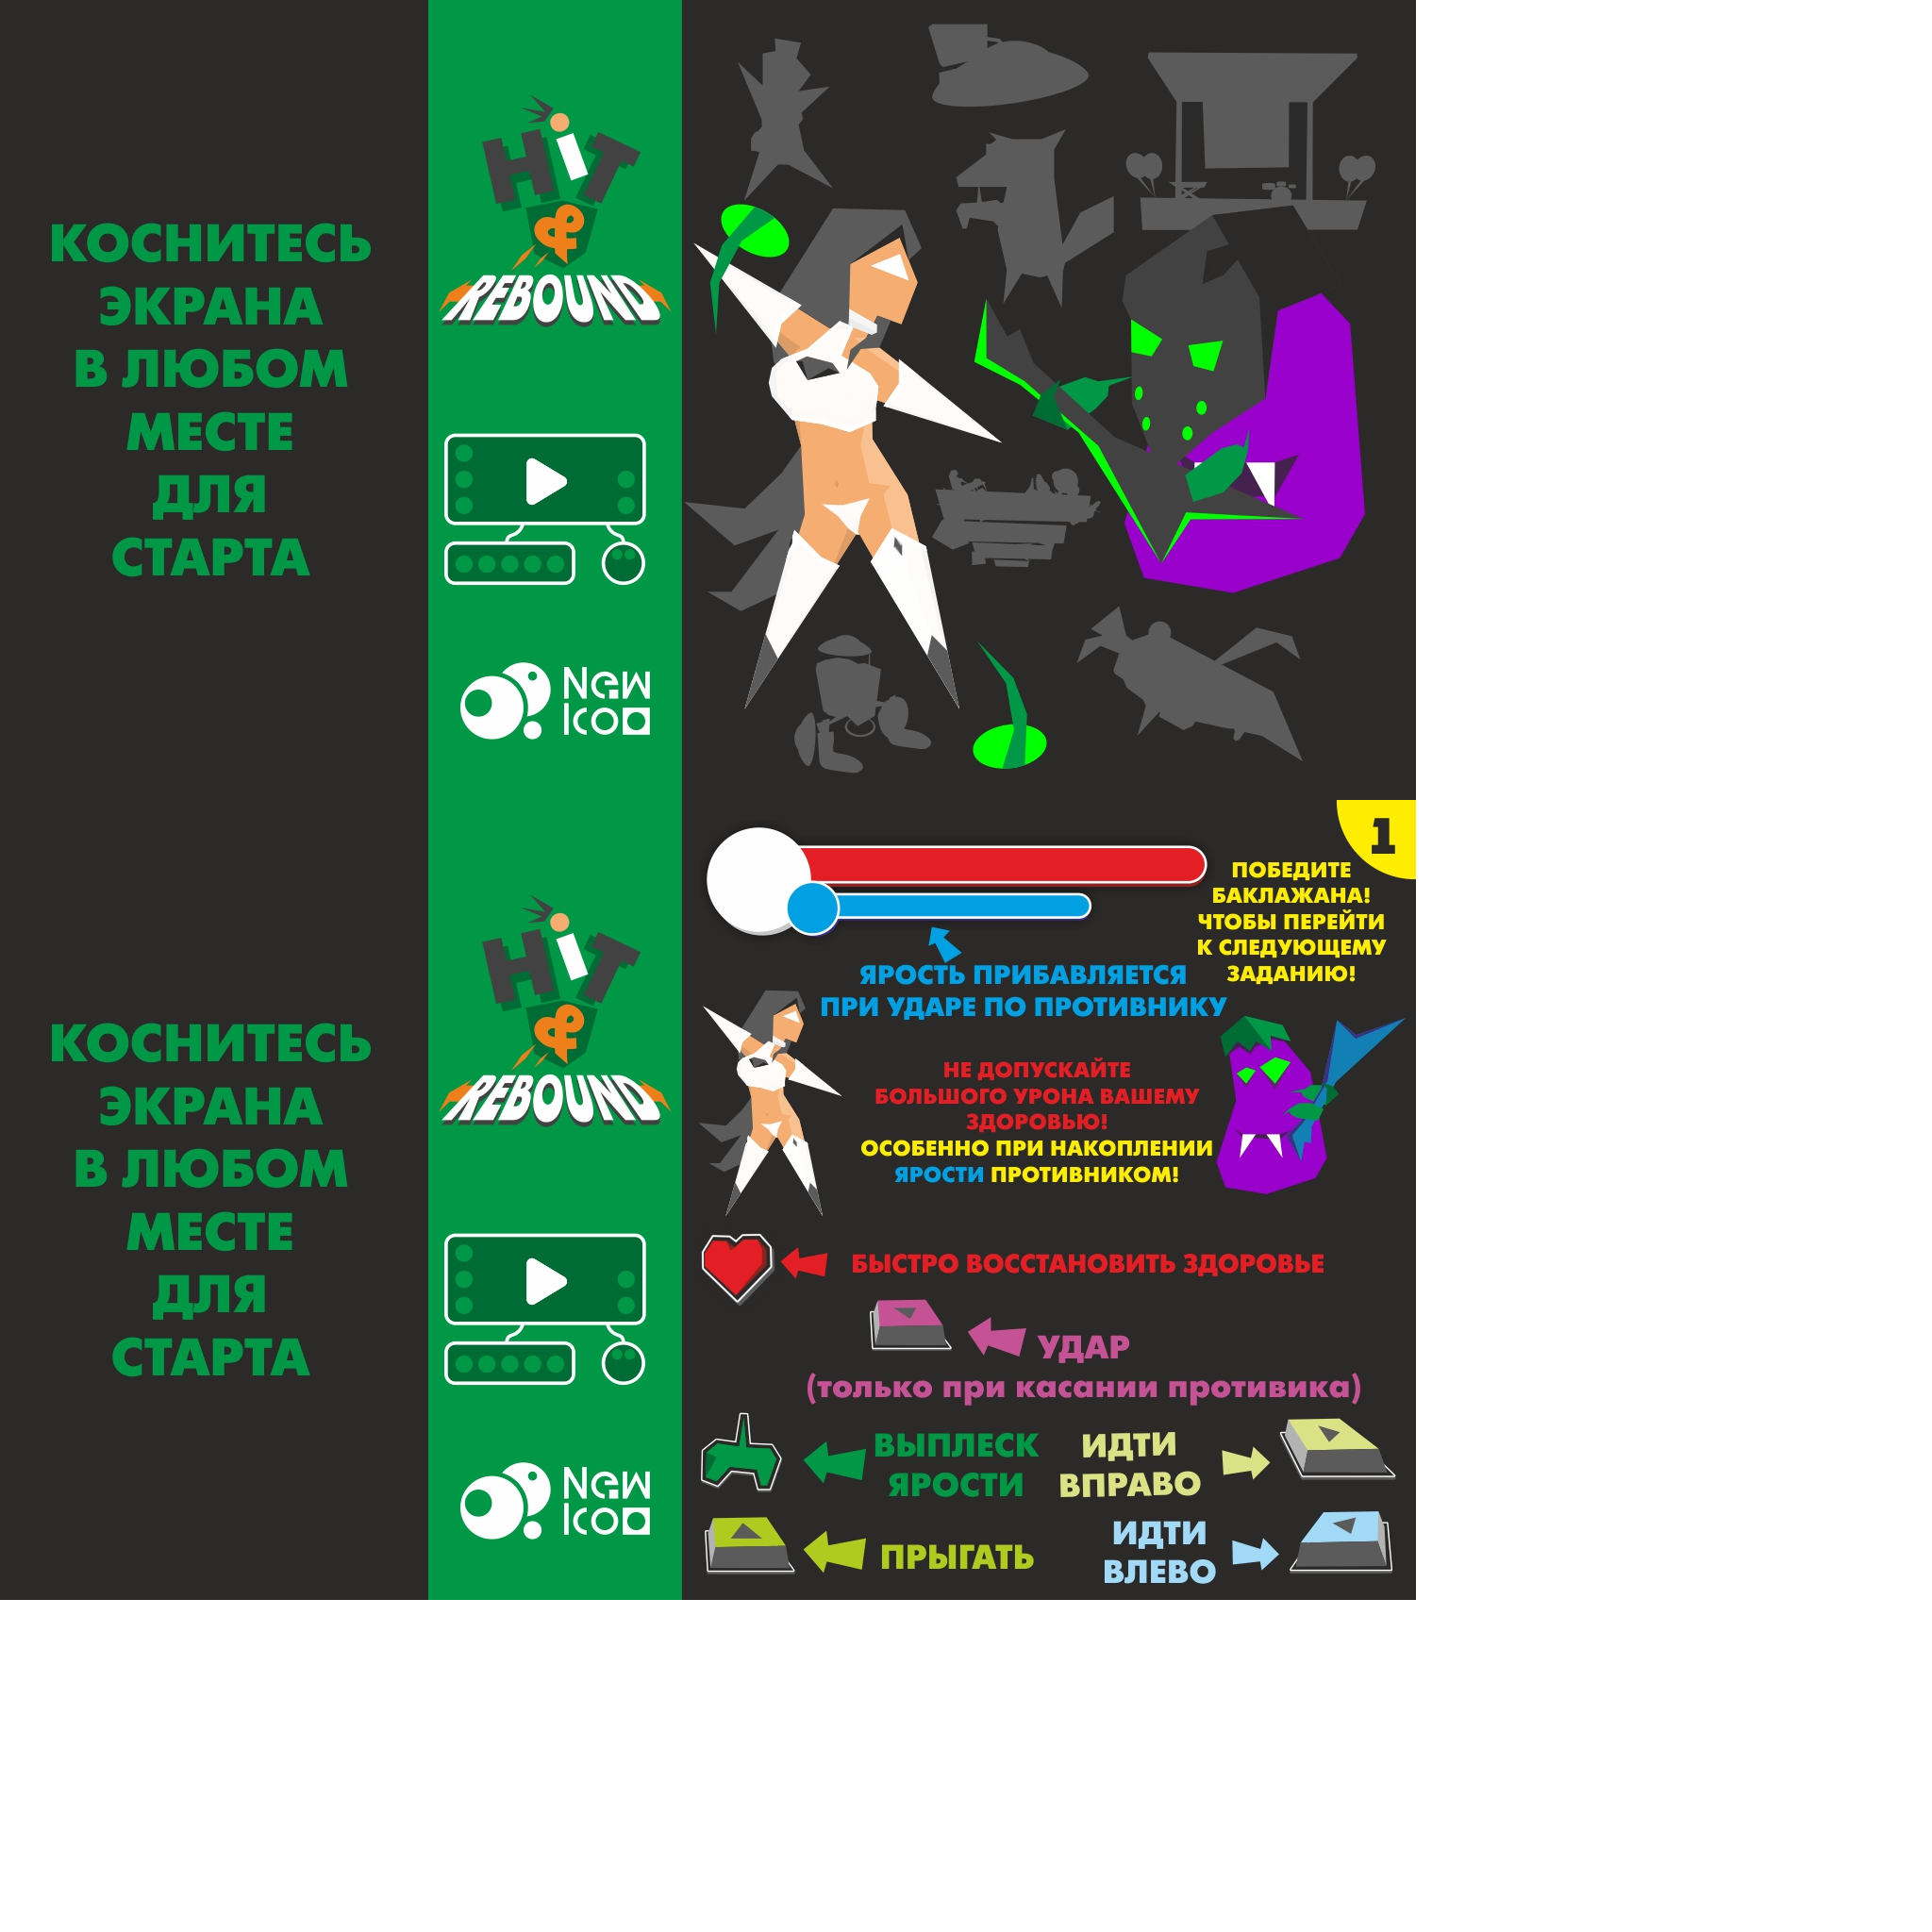 КОСНИТЕСЬ
ЭКРАНА
В ЛЮБОМ
МЕСТЕ
ДЛЯ
СТАРТА
HiT
&
REBOUND
New
Icon
КОСНИТЕСЬ
ЭКРАНА
В ЛЮБОМ
МЕСТЕ
ДЛЯ
СТАРТА
HiT
&
REBOUND
New
Icon
1
ПОБЕДИТЕ
БАКЛАЖАНА!
ЧТОБЫ ПЕРЕЙТИ
К СЛЕДУЮЩЕМУ
ЗАДАНИЮ!
ЯРОСТЬ ПРИБАВЛЯЕТСЯ
ПРИ УДАРЕ ПО ПРОТИВНИКУ
НЕ ДОПУСКАЙТЕ
БОЛЬШОГО УРОНА ВАШЕМУ
ЗДОРОВЬЮ!
ОСОБЕННО ПРИ НАКОПЛЕНИИ
ЯРОСТИ ПРОТИВНИКОМ!
БЫСТРО ВОССТАНОВИТЬ ЗДОРОВЬЕ
УДАР
(только при касании противика)
ВЫПЛЕСК
ЯРОСТИ
ИДТИ
ВПРАВО
ПРЫГАТЬ
ИДТИ
ВЛЕВО